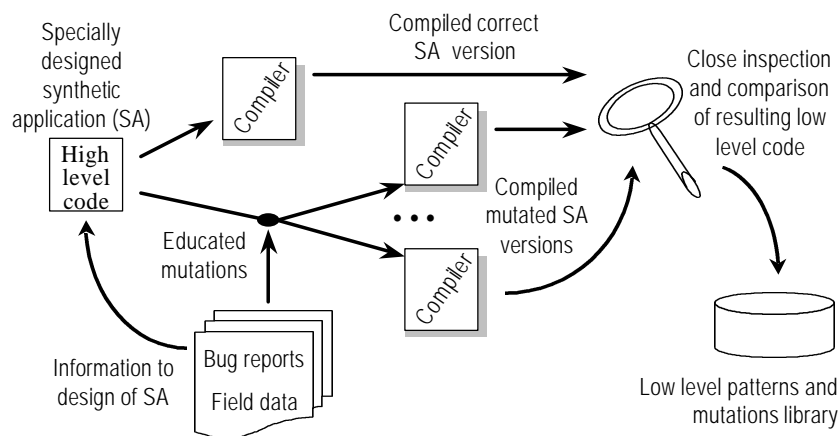 Specially
designed
synthetic
application (SA)
High
level
code
Compiler
Compiled correct
SA version
Compiler
Close inspection
and comparison
of resulting low
level code
Educated
mutations
• • •
Compiled
mutated SA
versions
Compiler
Information to
design of SA
Bug reports
Field data
Low level patterns and
mutations library